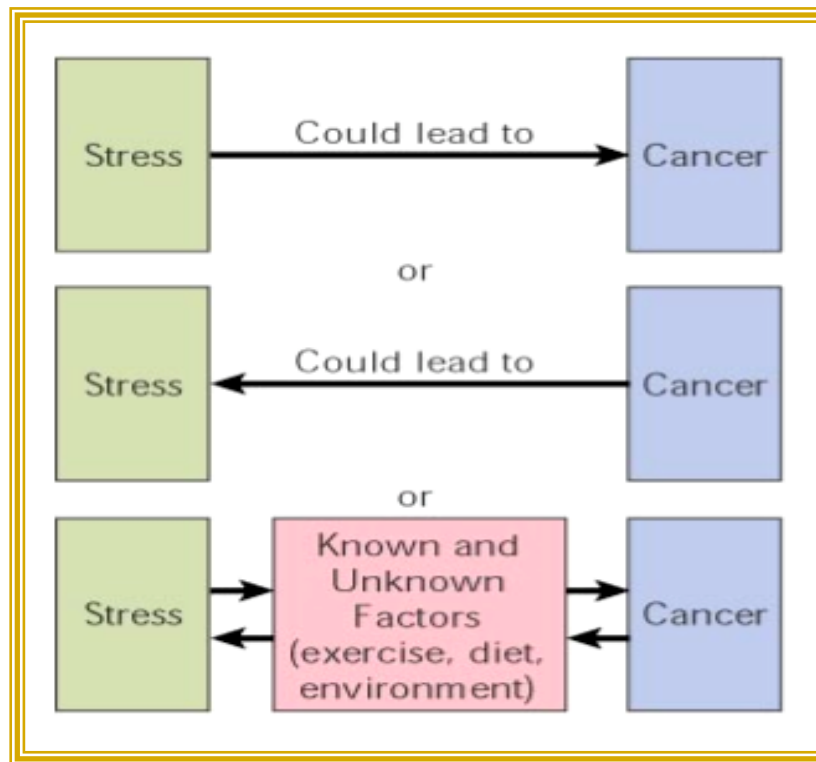 Stress
Could lead to
Cancer
or
Stress
Could lead to
Cancer
or
Stress
Known and
Unknown
Factors
(exercise, diet,
environment)
Cancer